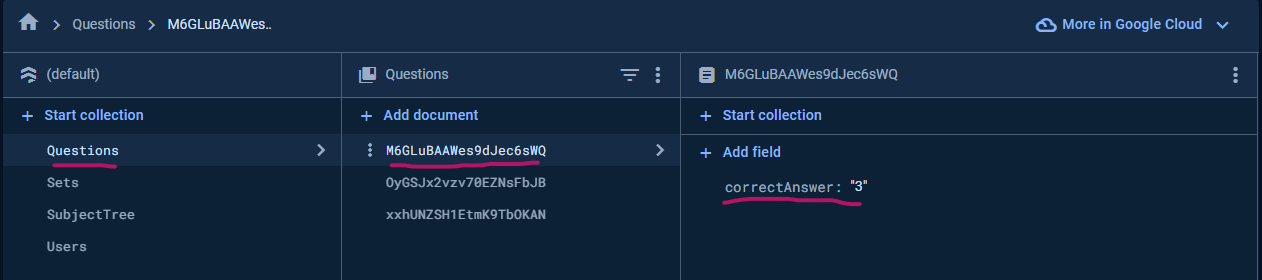 Questions
M6GLuBAAWes..
More in Google Cloud
(default)
Questions
M6GLuBAAWes9dJec6sWQ
Start collection
Add document
Start collection
Questions
M6GLuBAAWes9dJec6sWQ
Add field
Sets
OyGSJx2vzv70EZNsFbJB
correctAnswer: "3"
SubjectTree
xxhUNZSH1EtmK9TbOKAN
Users